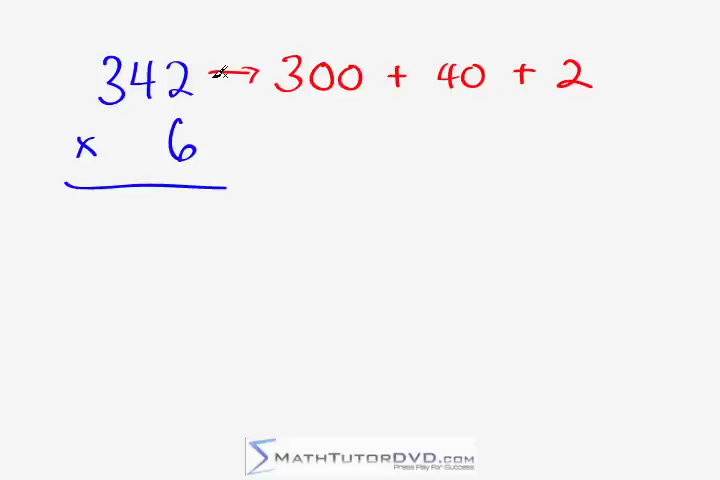 342 → 300 + 40 + 2
x 6
MATHTUTORDVD.COM
Press Play For Success